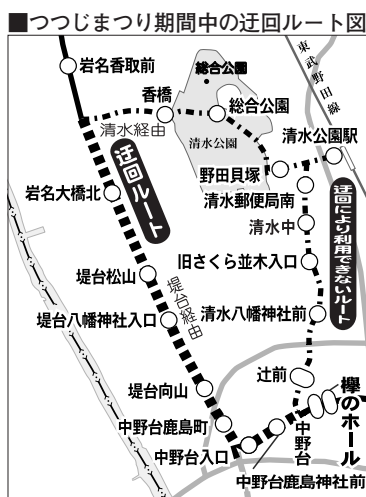 ■つつじまつり期間中の迂回ルート図
岩名香取前
総合公園
東武野田線
香橋
総合公園
清水経由
清水公園
清水公園駅
野田貝塚
迂回ルート
岩名大橋北
清水郵便局南
清水中
迂回により利用できないルート
旧さくら並木入口
堤台松山
堤台経由
堤台八幡神社入口
清水八幡神社前
辻前
堤台向山
欅のホール
中野台鹿島町
中野台
中野台入口
中野台鹿島神社前